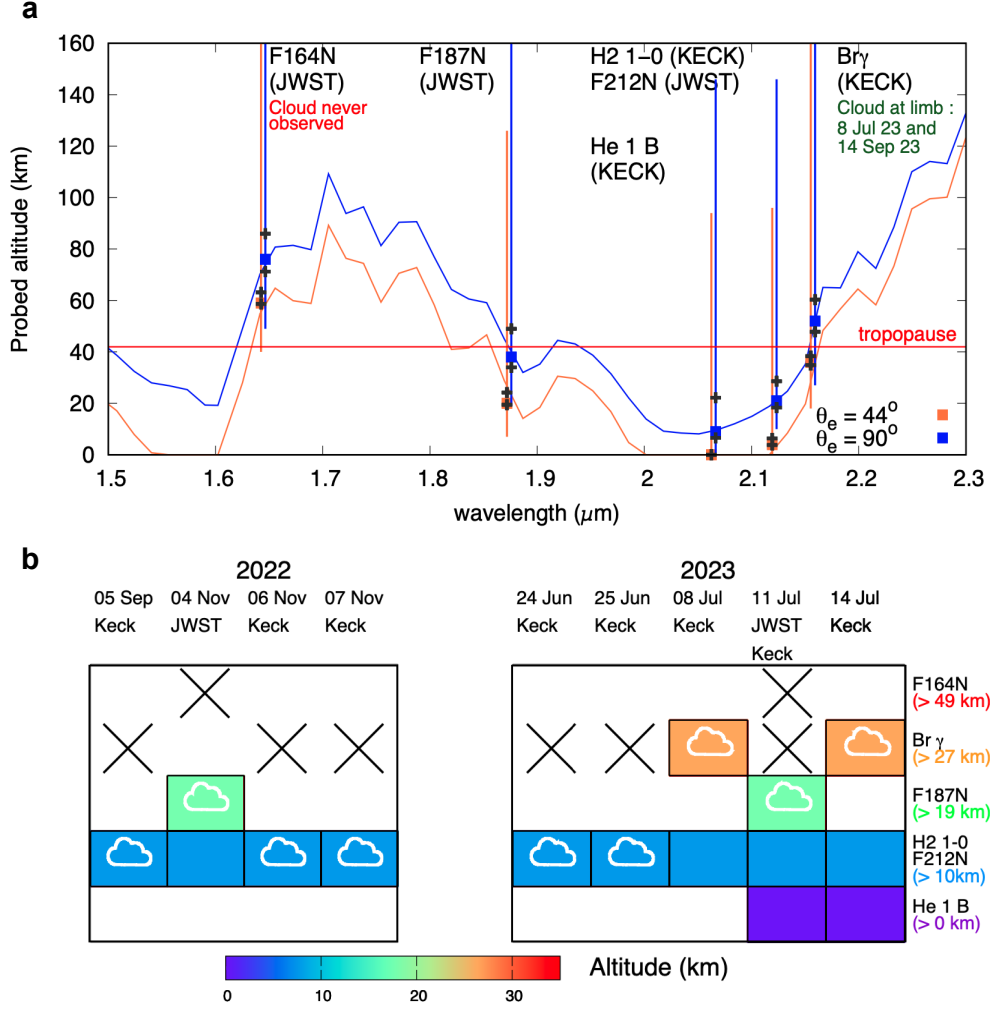 a
160
140
120
100
80
60
40
20
0
Probed altitude (km)
F164N
(JWST)
Cloud never
observed
F187N
(JWST)
H2 1–0 (KECK)
F212N (JWST)
He 1 B
(KECK)
Brγ
(KECK)
Cloud at limb :
8 Jul 23 and
14 Sep 23
tropopause
θe = 44o
θe = 90o
1.5 1.6 1.7 1.8 1.9 2 2.1 2.2 2.3
wavelength (μm)
b
2022
05 Sep 04 Nov 06 Nov 07 Nov
Keck JWST Keck Keck
2023
24 Jun 25 Jun 08 Jul 11 Jul 14 Jul
Keck Keck Keck JWST Keck
Keck
F164N
(> 49 km)
Br γ
(> 27 km)
F187N
(> 19 km)
H2 1-0
F212N
(> 10km)
He 1 B
(> 0 km)
0 10 20 30
Altitude (km)